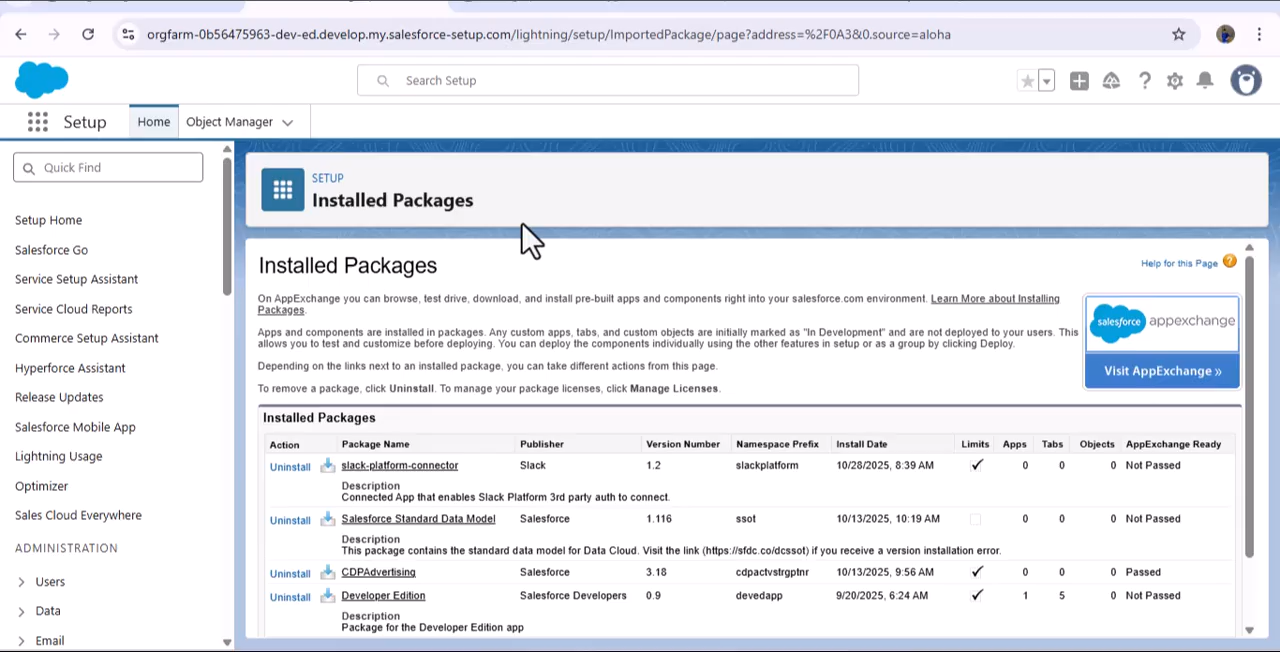 orgfarm-0b56475963-dev-ed.develop.my.salesforce-setup.com/lightning/setup/ImportedPackage/page?address=%2F0A3&0.source=aloha
Search Setup
Setup
Home
Object Manager
Quick Find
Setup Home
Salesforce Go
Service Setup Assistant
Service Cloud Reports
Commerce Setup Assistant
Hyperforce Assistant
Release Updates
Salesforce Mobile App
Lightning Usage
Optimizer
Sales Cloud Everywhere
ADMINISTRATION
Users
Data
Email
SETUP
Installed Packages
Installed Packages
Help for this Page ?
On AppExchange you can browse, test drive, download, and install pre-built apps and components right into your salesforce.com environment. Learn More about Installing
Packages.
Apps and components are installed in packages. Any custom apps, tabs, and custom objects are initially marked as "In Development" and are not deployed to your users. This
allows you to test and customize before deploying. You can deploy the components individually using the other features in setup or as a group by clicking Deploy.
Depending on the links next to an installed package, you can take different actions from this page.
To remove a package, click Uninstall. To manage your package licenses, click Manage Licenses.
salesforce appexchange
Visit AppExchange »
Installed Packages
Action Package Name Publisher Version Number Namespace Prefix Install Date Limits Apps Tabs Objects AppExchange Ready
Uninstall slack-platform-connector Slack 1.2 slackplatform 10/28/2025, 8:39 AM ✓ 0 0 0 Not Passed
Description
Connected App that enables Slack Platform 3rd party auth to connect.
Uninstall Salesforce Standard Data Model Salesforce 1.116 ssot 10/13/2025, 10:19 AM 0 0 0 Not Passed
Description
This package contains the standard data model for Data Cloud. Visit the link (https://sfdc.co/dcssot) if you receive a version installation error.
Uninstall CDPAdvertising Salesforce 3.18 cdpactvstrgptnr 10/13/2025, 9:56 AM ✓ 0 0 0 Passed
Uninstall Developer Edition Salesforce Developers 0.9 devedapp 9/20/2025, 6:24 AM ✓ 1 5 0 Not Passed
Description
Package for the Developer Edition app